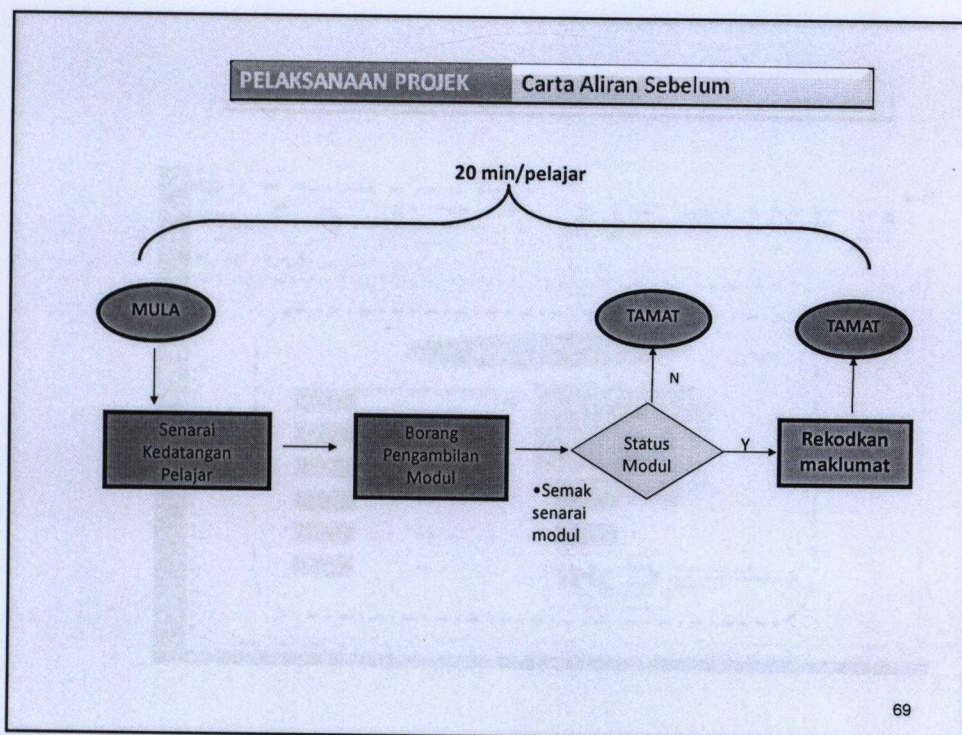 PELAKSANAAN PROJEK Carta Aliran Sebelum
20 min/pelajar
MULA
TAMAT
TAMAT
N
Senarai
Kedatangan
Pelajar
Borang
Pengambilan
Modul
Status
Modul
Y
Rekodkan
maklumat
•Semak
senarai
modul
69